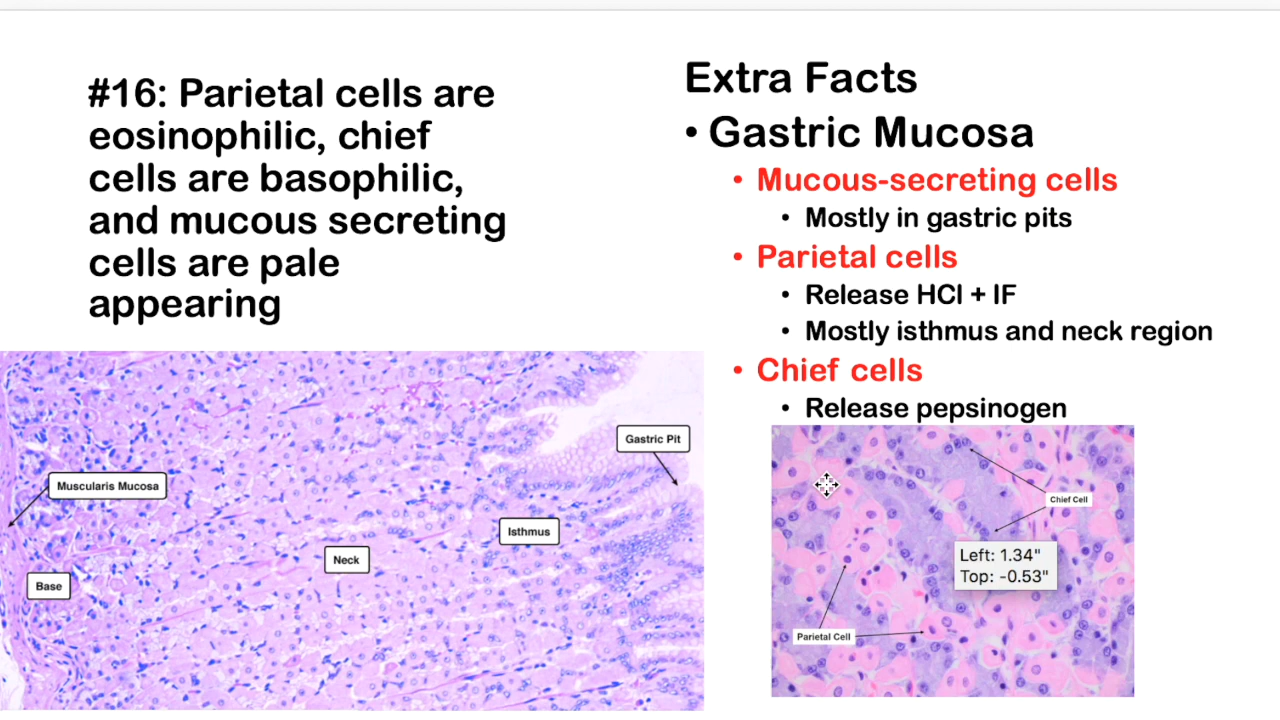 #16: Parietal cells are
eosinophilic, chief
cells are basophilic,
and mucous secreting
cells are pale
appearing
Extra Facts
• Gastric Mucosa
• Mucous-secreting cells
• Mostly in gastric pits
• Parietal cells
• Release HCl + IF
• Mostly isthmus and neck region
• Chief cells
• Release pepsinogen
Gastric Pit
Muscularis Mucosa
Isthmus
Neck
Base
Chief Cell
Left: 1.34"
Top: -0.53"
Parietal Cell